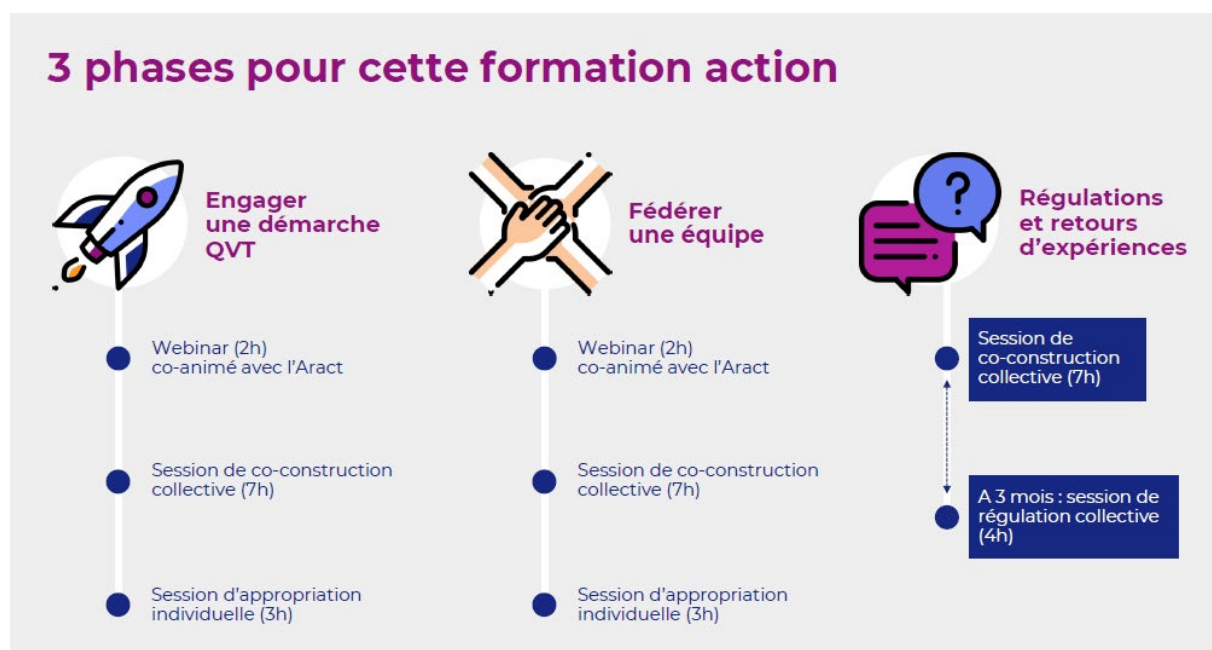 3 phases pour cette formation action
Engager
une démarche
QVT
Webinar (2h)
co-animé avec l'Aract
Session de co-construction
collective (7h)
Session d'appropriation
individuelle (3h)
Fédérer
une équipe
Webinar (2h)
co-animé avec l'Aract
Session de co-construction
collective (7h)
Session d'appropriation
individuelle (3h)
?
Régulations
et retours
d'expériences
Session de
co-construction
collective (7h)
A 3 mois : session de
régulation collective
(4h)